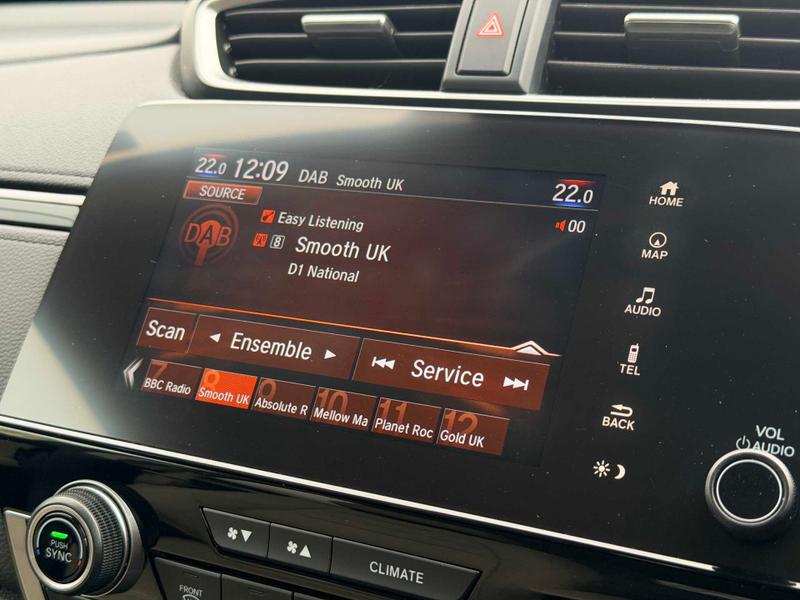 22.0 12:09 DAB Smooth UK 22.0
SOURCE
DAB
Easy Listening
00
8 Smooth UK
D1 National
Scan
Ensemble
Service
7 BBC Radio
8 Smooth UK
9 Absolute R
10 Mellow Ma
11 Planet Roc
12 Gold UK
HOME
MAP
AUDIO
TEL
BACK
VOL
AUDIO
PUSH
SYNC
CLIMATE
FRONT